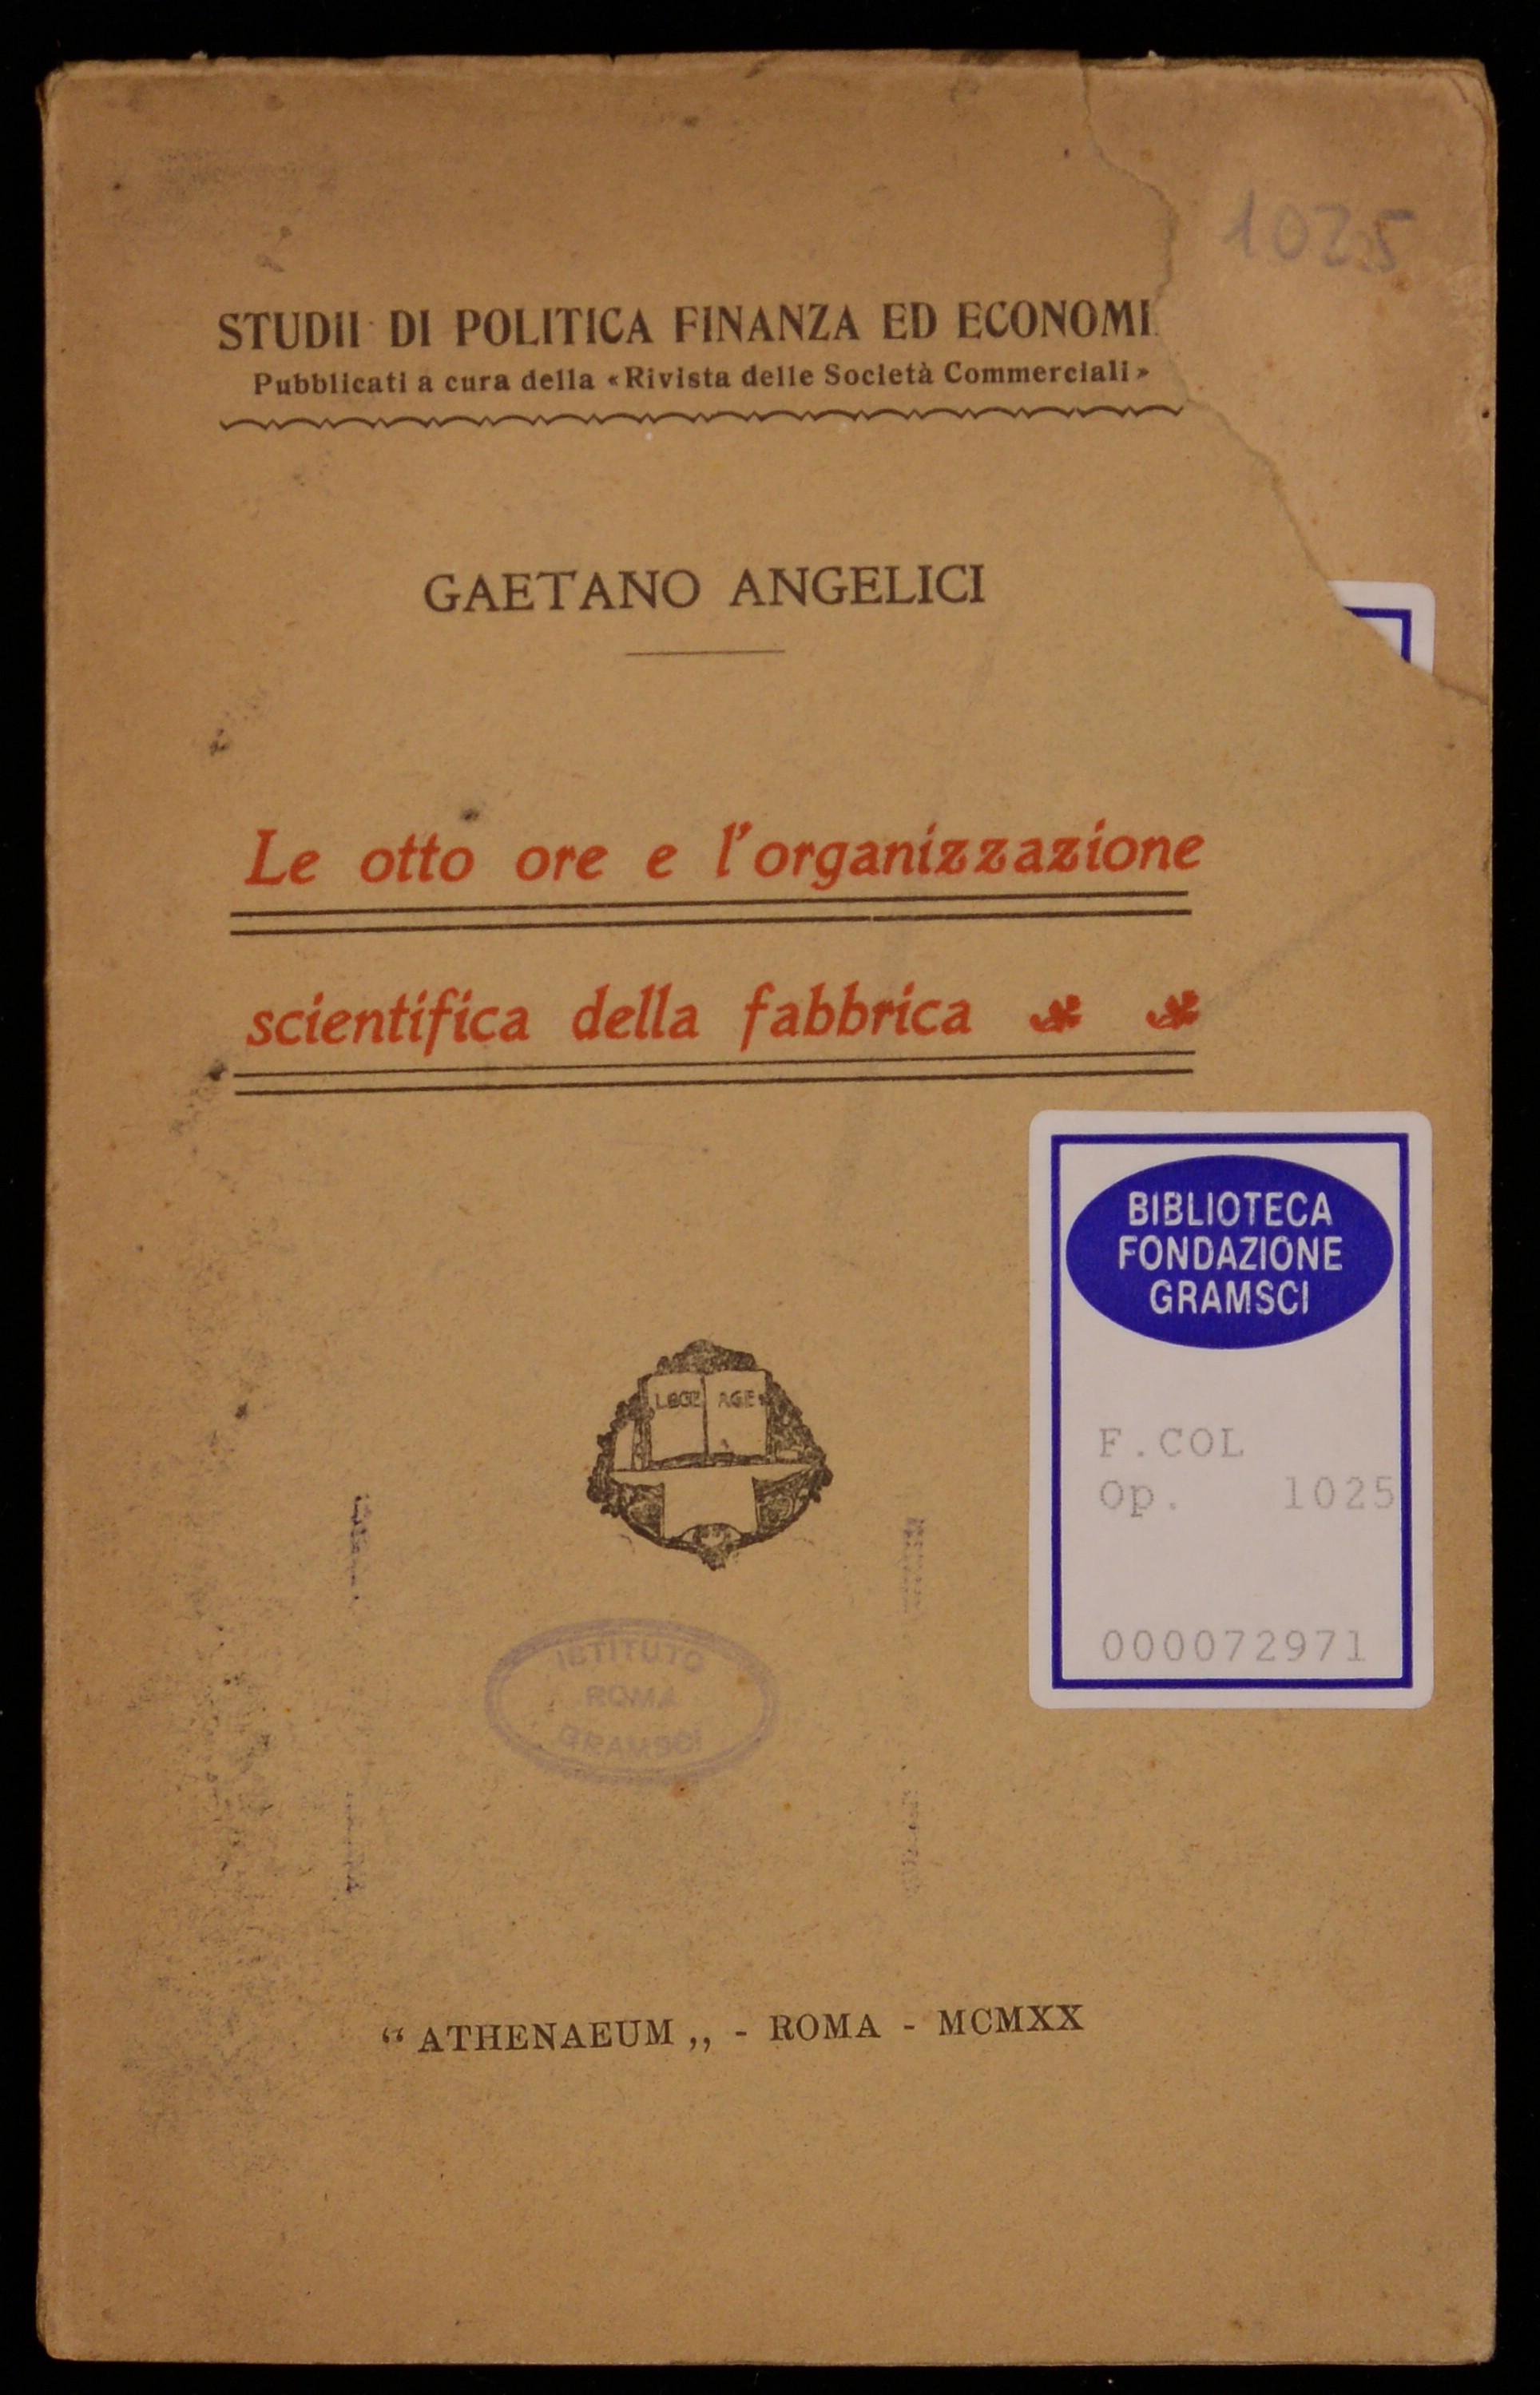 1025
STUDII DI POLITICA FINANZA ED ECONOMI
Pubblicati a cura della «Rivista delle Società Commerciali»
GAETANO ANGELICI
Le otto ore e l'organizzazione
scientifica della fabbrica
BIBLIOTECA
FONDAZIONE
GRAMSCI
F.COL
Op. 1025
000072971
LEGE AGE
ISTITUTO
ROMA
GRAMSCI
“ ATHENAEUM „ - ROMA - MCMXX